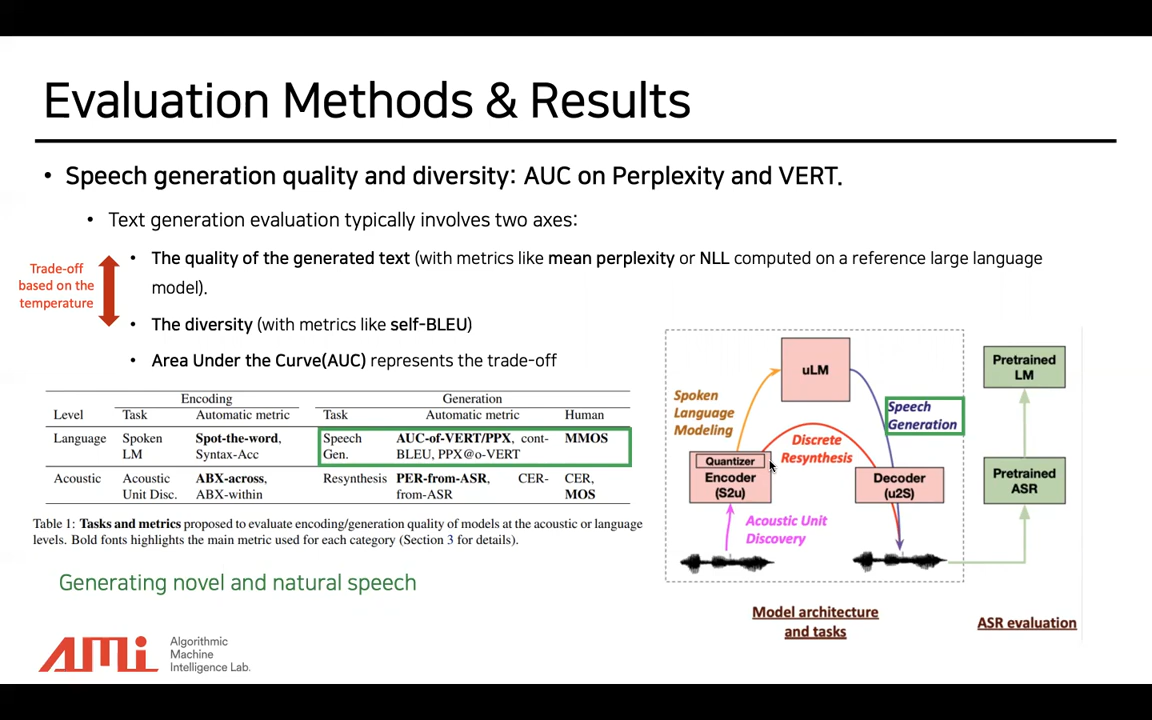 Evaluation Methods & Results
• Speech generation quality and diversity: AUC on Perplexity and VERT.
• Text generation evaluation typically involves two axes:
Trade-off
based on the
temperature
• The quality of the generated text (with metrics like mean perplexity or NLL computed on a reference large language
model).
• The diversity (with metrics like self-BLEU)
• Area Under the Curve(AUC) represents the trade-off
Encoding Generation
Level Task Automatic metric Task Automatic metric Human
Language Spoken Spot-the-word, Speech AUC-of-VERT/PPX, cont- MMOS
LM Syntax-Acc Gen. BLEU, PPX@o-VERT
Acoustic Acoustic ABX-across, Resynthesis PER-from-ASR, CER- CER,
Unit Disc. ABX-within from-ASR MOS
Table 1: Tasks and metrics proposed to evaluate encoding/generation quality of models at the acoustic or language
levels. Bold fonts highlights the main metric used for each category (Section 3 for details).
Generating novel and natural speech
AMi
Algorithmic
Machine
Intelligence Lab.
uLM
Spoken
Language
Modeling
Speech
Generation
Discrete
Resynthesis
Quantizer
Encoder
(S2u)
Decoder
(u2S)
Acoustic Unit
Discovery
Model architecture
and tasks
Pretrained
LM
Pretrained
ASR
ASR evaluation